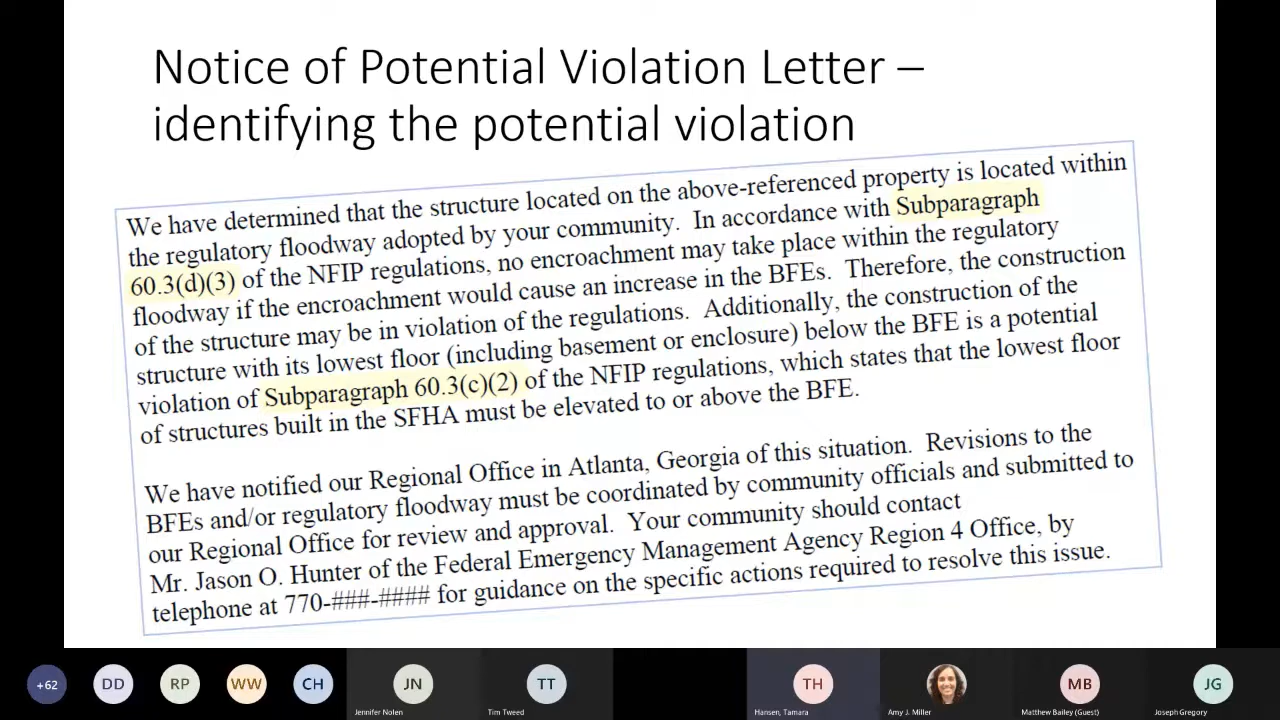 Notice of Potential Violation Letter –
identifying the potential violation
We have determined that the structure located on the above-referenced property is located within
the regulatory floodway adopted by your community.  In accordance with Subparagraph
60.3(d)(3) of the NFIP regulations, no encroachment may take place within the regulatory
floodway if the encroachment would cause an increase in the BFEs.  Therefore, the construction
of the structure may be in violation of the regulations.  Additionally, the construction of the
structure with its lowest floor (including basement or enclosure) below the BFE is a potential
violation of Subparagraph 60.3(c)(2) of the NFIP regulations, which states that the lowest floor
of structures built in the SFHA must be elevated to or above the BFE.
We have notified our Regional Office in Atlanta, Georgia of this situation.  Revisions to the
BFEs and/or regulatory floodway must be coordinated by community officials and submitted to
our Regional Office for review and approval.  Your community should contact
Mr. Jason O. Hunter of the Federal Emergency Management Agency Region 4 Office, by
telephone at 770-###-#### for guidance on the specific actions required to resolve this issue.
+62 DD RP WW CH JN TT TH MB JG
Jennifer Nolen Tim Tweed Hansen, Tamara Amy J. Miller Matthew Bailey (Guest) Joseph Gregory